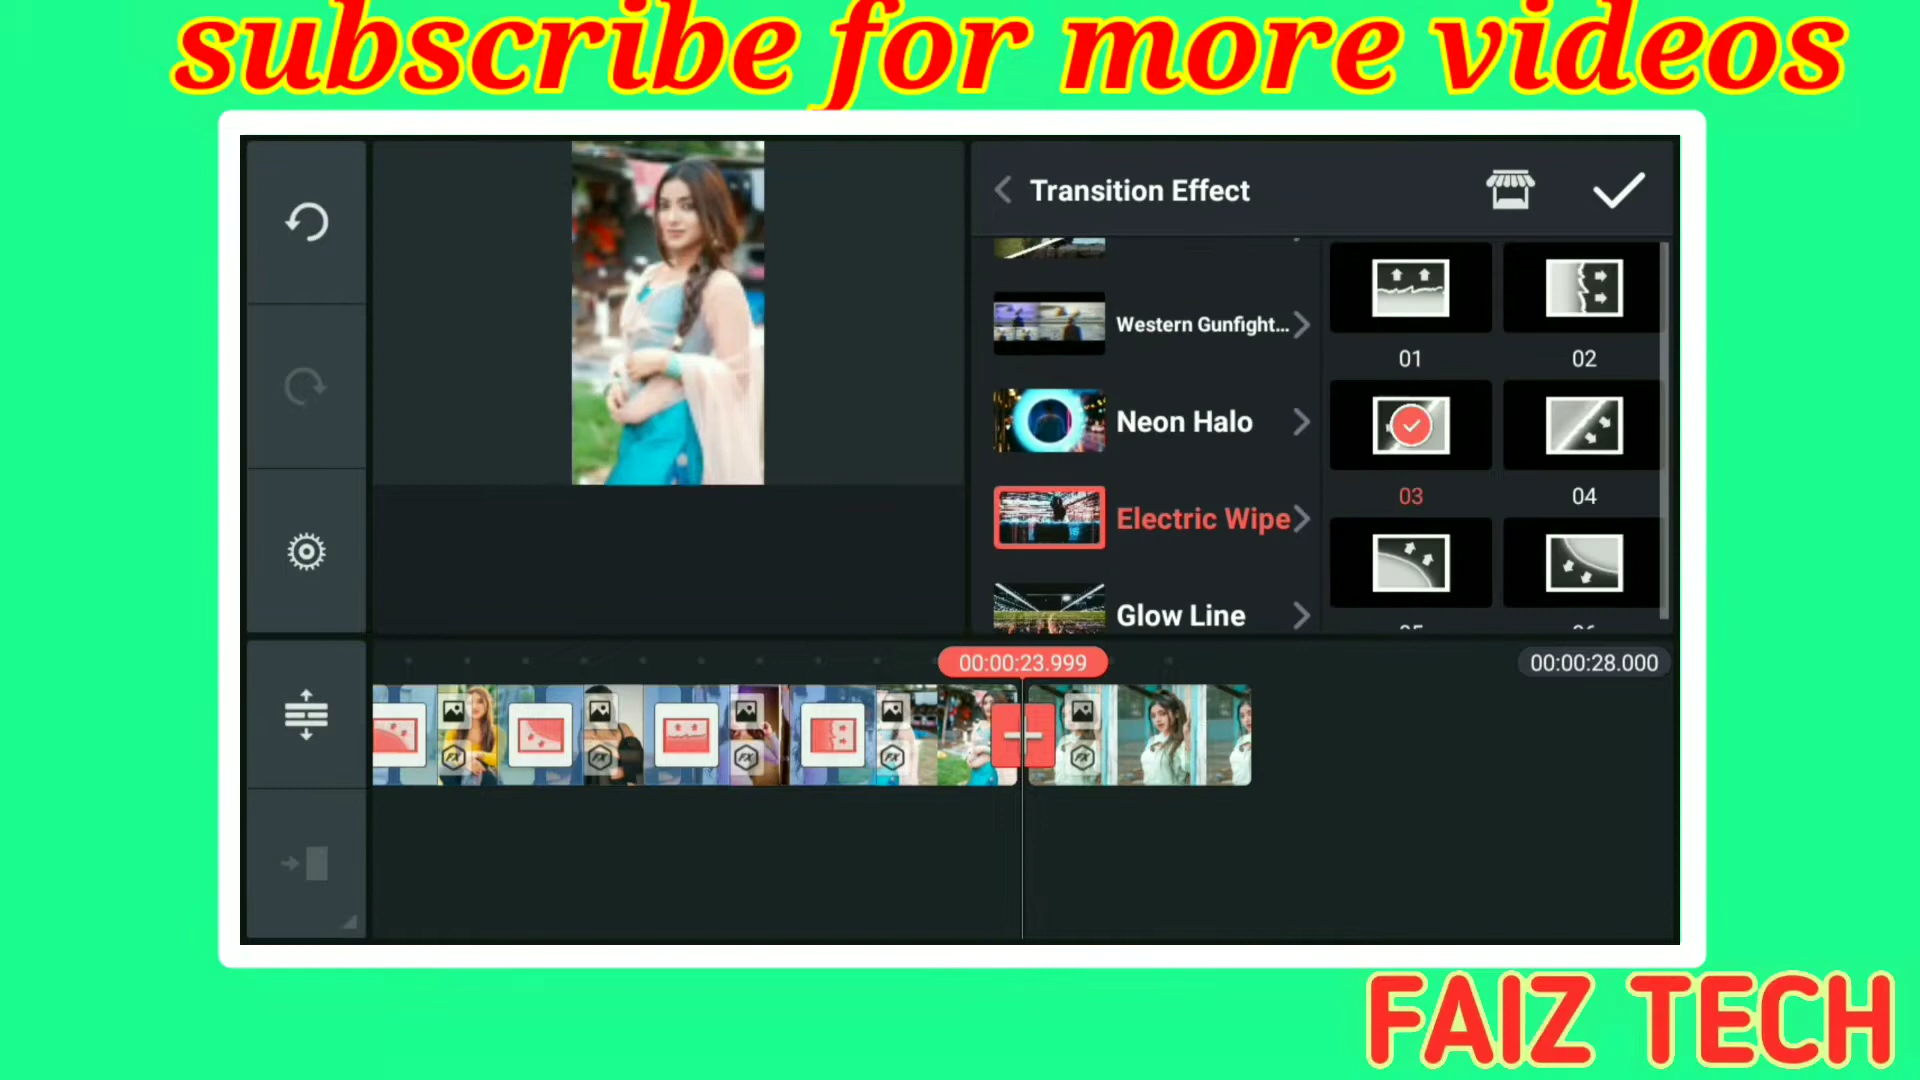 subscribe for more videos
Transition Effect
Western Gunfight...
Neon Halo
Electric Wipe
Glow Line
01
02
03
04
00:00:23.999
00:00:28.000
FAIZ TECH